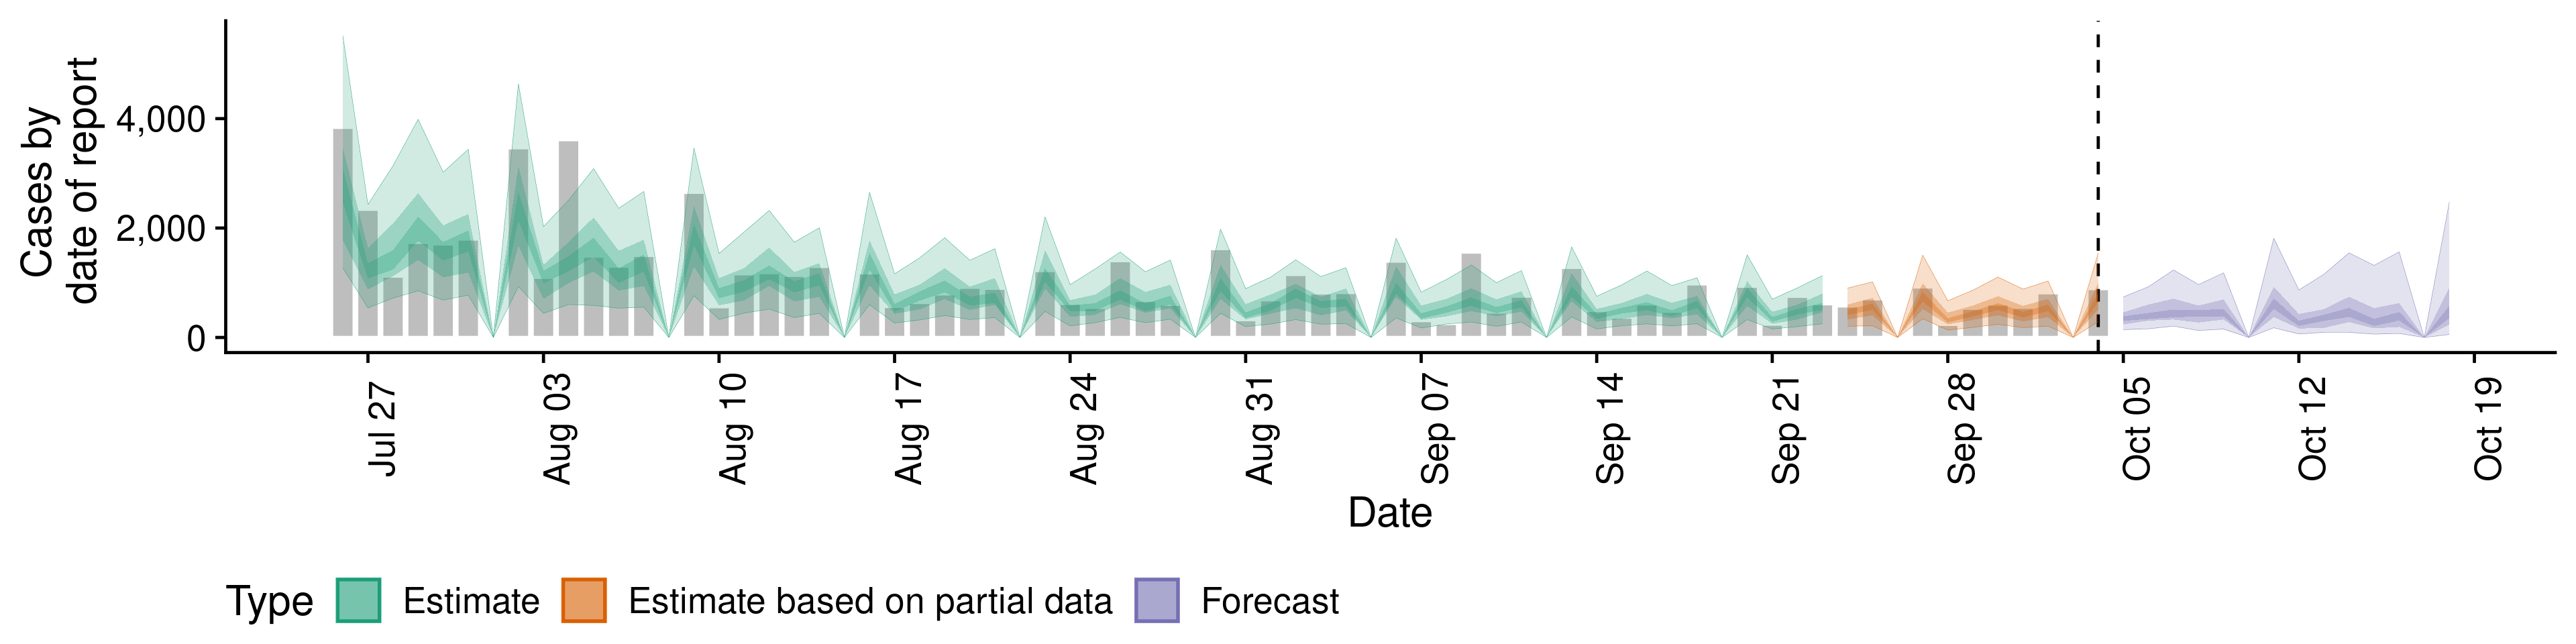 Cases by
date of report
4,000
2,000
0
Jul 27
Aug 03
Aug 10
Aug 17
Aug 24
Aug 31
Sep 07
Sep 14
Sep 21
Sep 28
Oct 05
Oct 12
Oct 19
Date
Type Estimate Estimate based on partial data Forecast